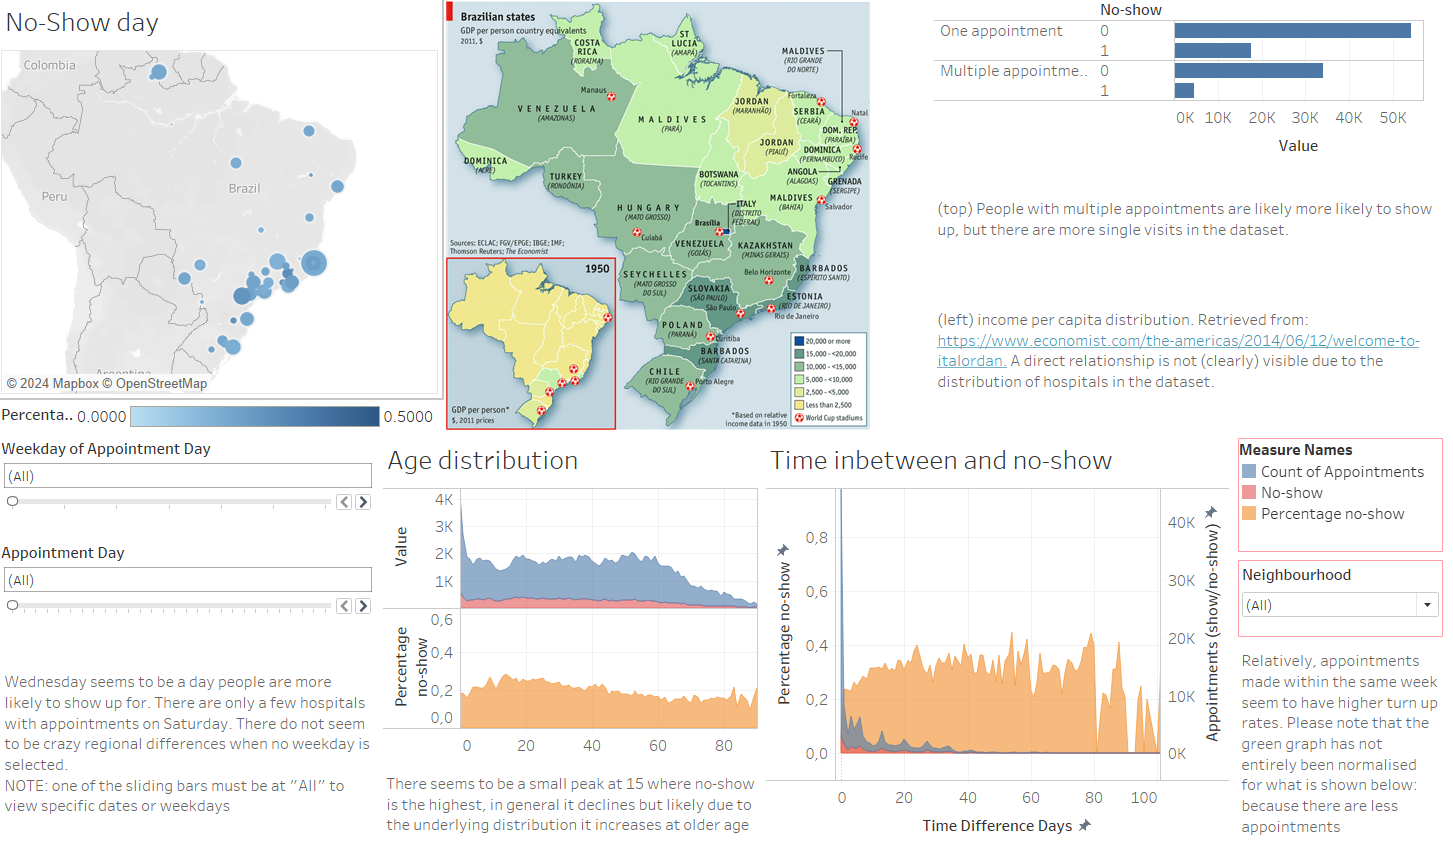 No-Show day
Colombia
Peru
Brazil
Argentina
© 2024 Mapbox © OpenStreetMap
Percenta.. 0.0000 0.5000
Weekday of Appointment Day
(All)
Appointment Day
(All)
Wednesday seems to be a day people are more
likely to show up for. There are only a few hospitals
with appointments on Saturday. There do not seem
to be crazy regional differences when no weekday is
selected.
NOTE: one of the sliding bars must be at "All" to
view specific dates or weekdays
Brazilian states
GDP per person country equivalents
2011, $
COSTA
RICA
(RORAIMA)
ST
LUCIA
(AMAPÁ)
MALDIVES
(RIO GRANDE
DO NORTE)
Manaus
VENEZUELA
(AMAZONAS)
MALDIVES
(PARÁ)
JORDAN
(MARANHÃO)
Fortaleza
SERBIA
(CEARÁ)
Natal
DOM. REP.
(PARAÍBA)
JORDAN
(PIAUÍ)
DOMINICA
(PERNAMBUCO)
Recife
DOMINICA
(ACRE)
TURKEY
(RONDÔNIA)
BOTSWANA
(TOCANTINS)
ANGOLA
(ALAGOAS)
GRENADA
(SERGIPE)
HUNGARY
(MATO GROSSO)
Cuiabá
ITALY
(DISTRITO
FEDERAL)
Brasília
MALDIVES
(BAHIA)
Salvador
VENEZUELA
(GOIÁS)
KAZAKHSTAN
(MINAS GERAIS)
Belo Horizonte
Sources: ECLAC; FGV/EPGE; IBGE; IMF;
Thomson Reuters; The Economist
SEYCHELLES
(MATO GROSSO
DO SUL)
BARBADOS
(ESPÍRITO SANTO)
SLOVAKIA
(SÃO PAULO)
São Paulo
ESTONIA
(RIO DE JANEIRO)
Rio de Janeiro
POLAND
(PARANÁ)
Curitiba
BARBADOS
(SANTA CATARINA)
CHILE
(RIO GRANDE
DO SUL)
Porto Alegre
1950
GDP per person*
$, 2011 prices
*Based on relative
income data in 1950
20,000 or more
15,000 - <20,000
10,000 - <15,000
5,000 - <10,000
2,500 - <5,000
Less than 2,500
World Cup stadiums
No-show
One appointment 0
1
Multiple appointme.. 0
1
0K 10K 20K 30K 40K 50K
Value
(top) People with multiple appointments are likely more likely to show
up, but there are more single visits in the dataset.
(left) income per capita distribution. Retrieved from:
https://www.economist.com/the-americas/2014/06/12/welcome-to-
italordan. A direct relationship is not (clearly) visible due to the
distribution of hospitals in the dataset.
Age distribution
Value
4K
3K
2K
1K
Percentage
no-show
0,6
0,4
0,2
0,0
0 20 40 60 80
There seems to be a small peak at 15 where no-show
is the highest, in general it declines but likely due to
the underlying distribution it increases at older age
Time inbetween and no-show
Percentage no-show
0,8
0,6
0,4
0,2
0,0
40K
30K
20K
10K
0K
Appointments (show/no-show)
0 20 40 60 80 100
Time Difference Days
Measure Names
Count of Appointments
No-show
Percentage no-show
Neighbourhood
(All)
Relatively, appointments
made within the same week
seem to have higher turn up
rates. Please note that the
green graph has not
entirely been normalised
for what is shown below:
because there are less
appointments